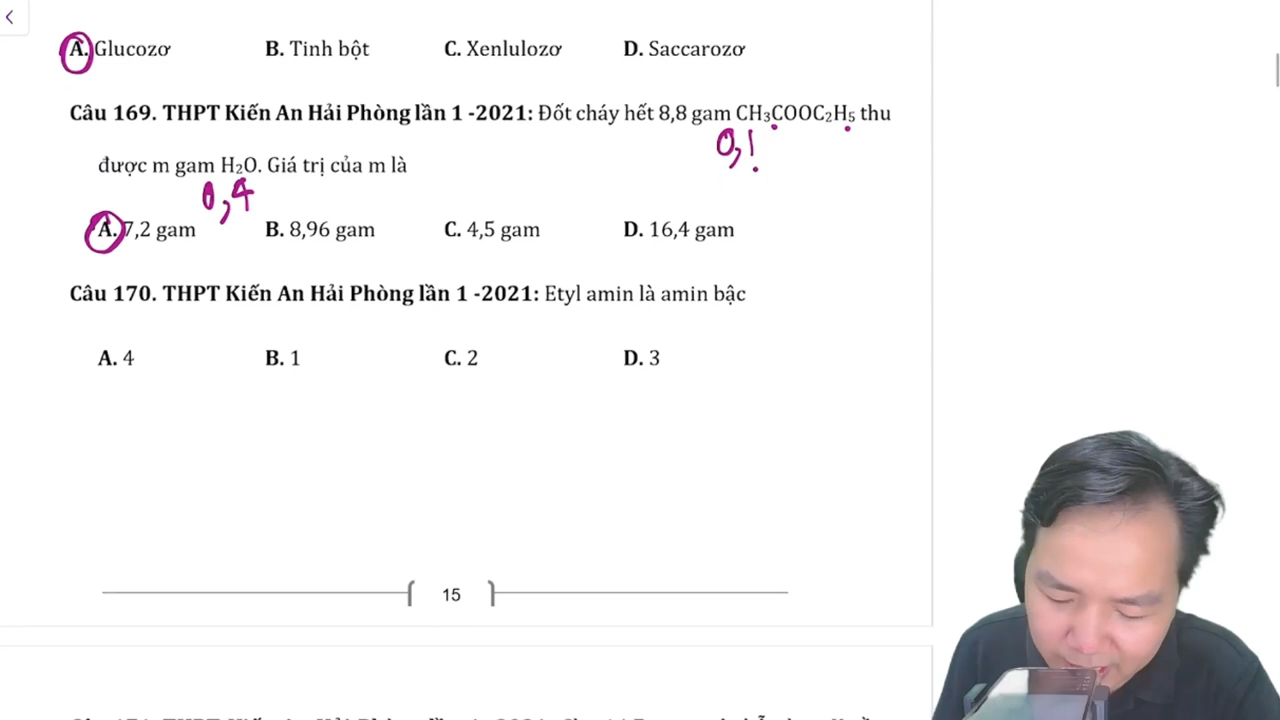 A. Glucozơ B. Tinh bột C. Xenlulozơ D. Saccarozơ
Câu 169. THPT Kiến An Hải Phòng lần 1 -2021: Đốt cháy hết 8,8 gam CH₃COOC₂H₅ thu
0,1
được m gam H₂O. Giá trị của m là
0,4
A. 7,2 gam B. 8,96 gam C. 4,5 gam D. 16,4 gam
Câu 170. THPT Kiến An Hải Phòng lần 1 -2021: Etyl amin là amin bậc
A. 4 B. 1 C. 2 D. 3
15